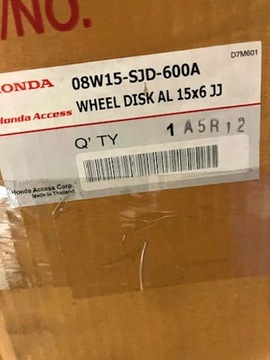 /NO.
D7M601
HONDA 08W15-SJD-600A
Honda Access WHEEL DISK AL 15x6 JJ
Q'TY 1 A5R12
Honda Access Corp.
Made in Thailand